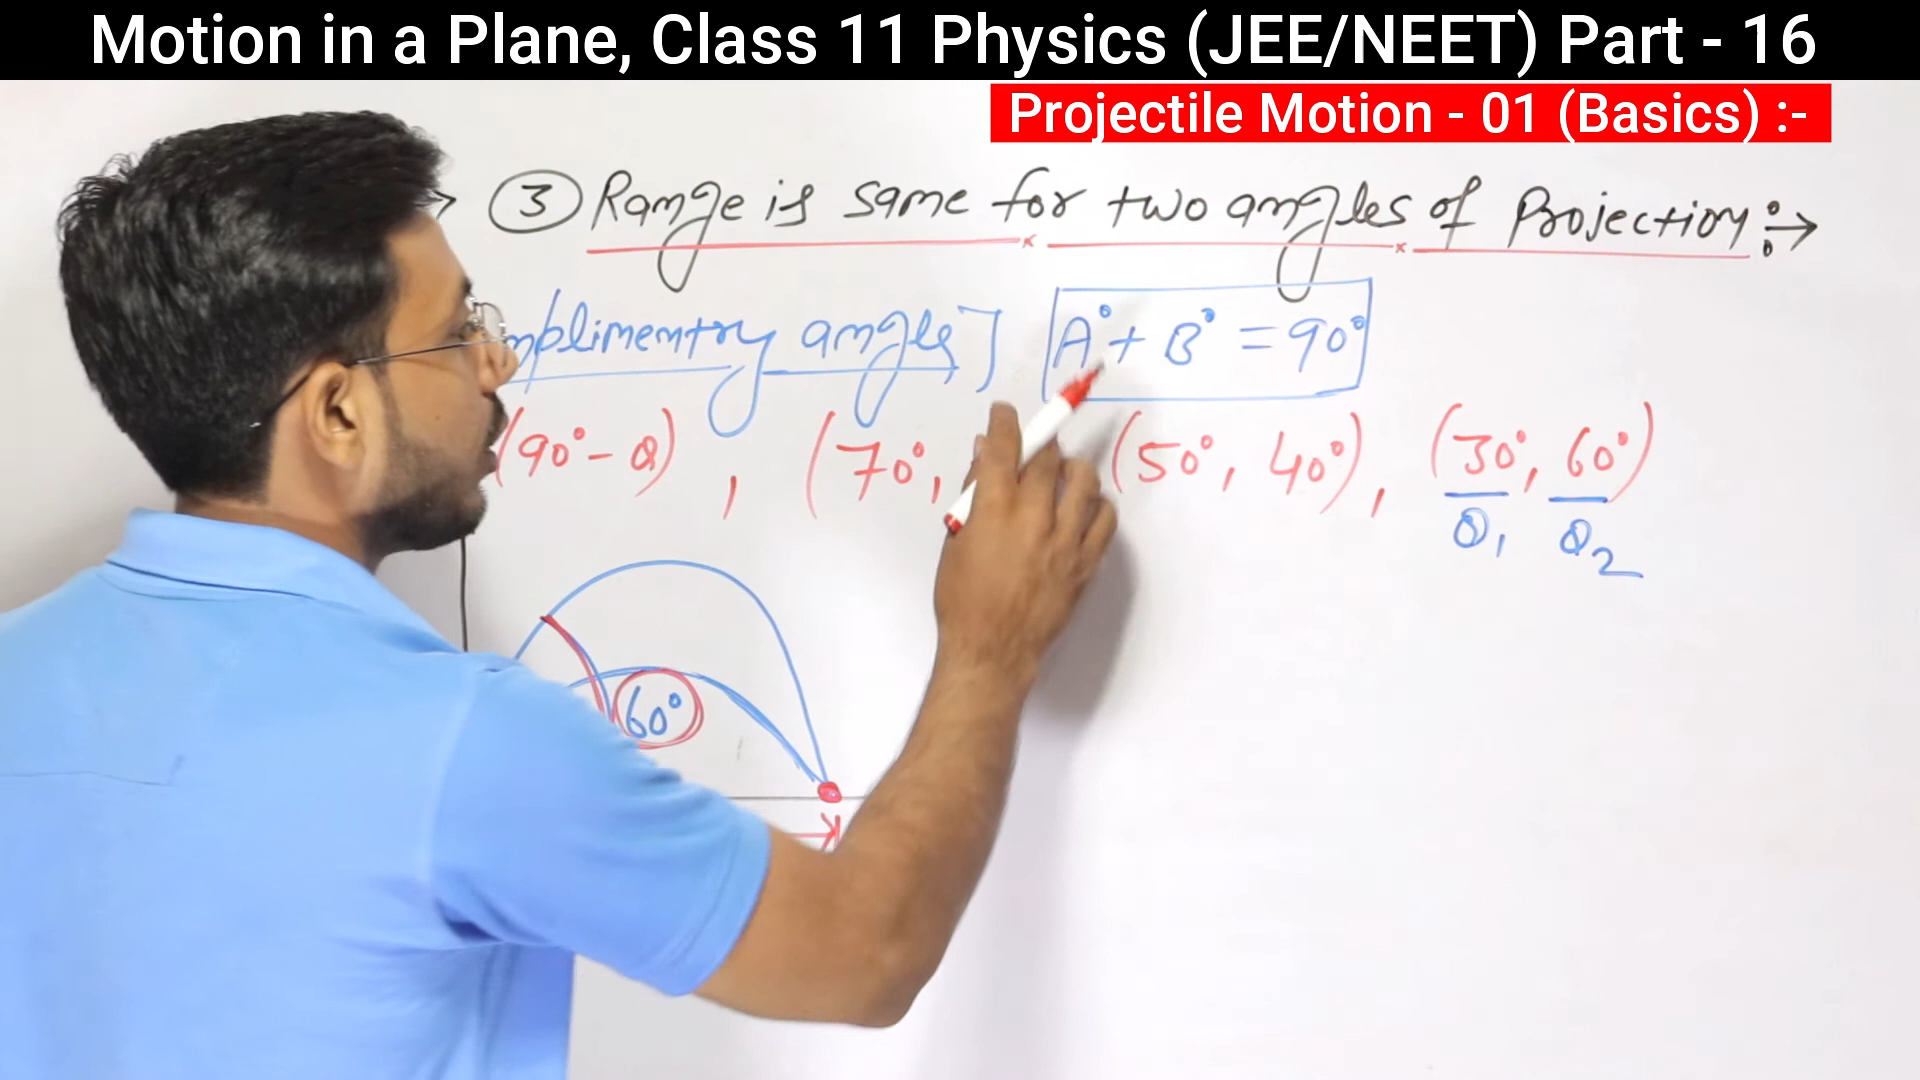 Motion in a Plane, Class 11 Physics (JEE/NEET) Part - 16
Projectile Motion - 01 (Basics) :-
③ Range is same for two angles of Projection :→
mplimentry angles] A° + B° = 90°
(90° - θ) , (70°, (50°, 40°) , (30°, 60°)
θ₁ θ₂
60°